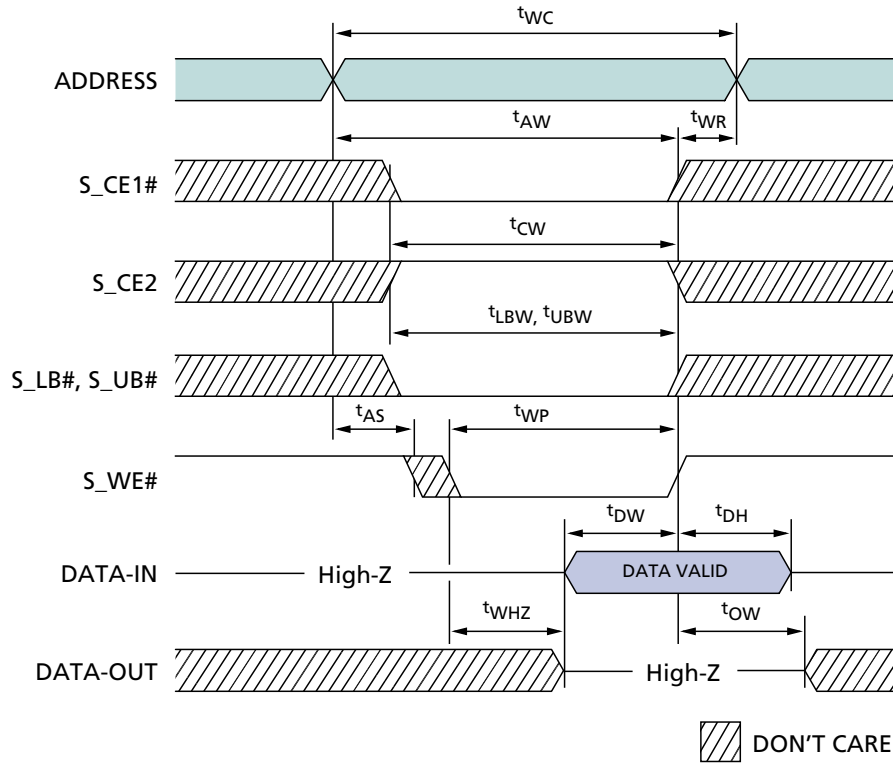 tWC
ADDRESS
tAW
tWR
S_CE1#
tCW
S_CE2
tLBW, tUBW
S_LB#, S_UB#
tAS
tWP
S_WE#
tDW
tDH
DATA-IN
High-Z
DATA VALID
tWHZ
tOW
DATA-OUT
High-Z
DON'T CARE